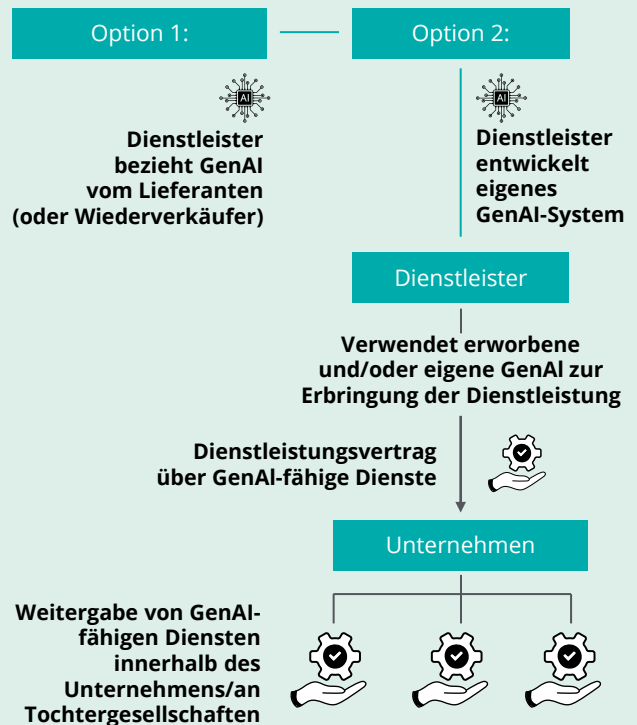 Option 1:
Option 2:
AI
AI
Dienstleister
bezieht GenAI
vom Lieferanten
(oder Wiederverkäufer)
Dienstleister
entwickelt
eigenes
GenAI-System
Dienstleister
Verwendet erworbene
und/oder eigene GenAl zur
Erbringung der Dienstleistung
Dienstleistungsvertrag
über GenAl-fähige Dienste
Unternehmen
Weitergabe von GenAI-
fähigen Diensten
innerhalb des
Unternehmens/an
Tochtergesellschaften